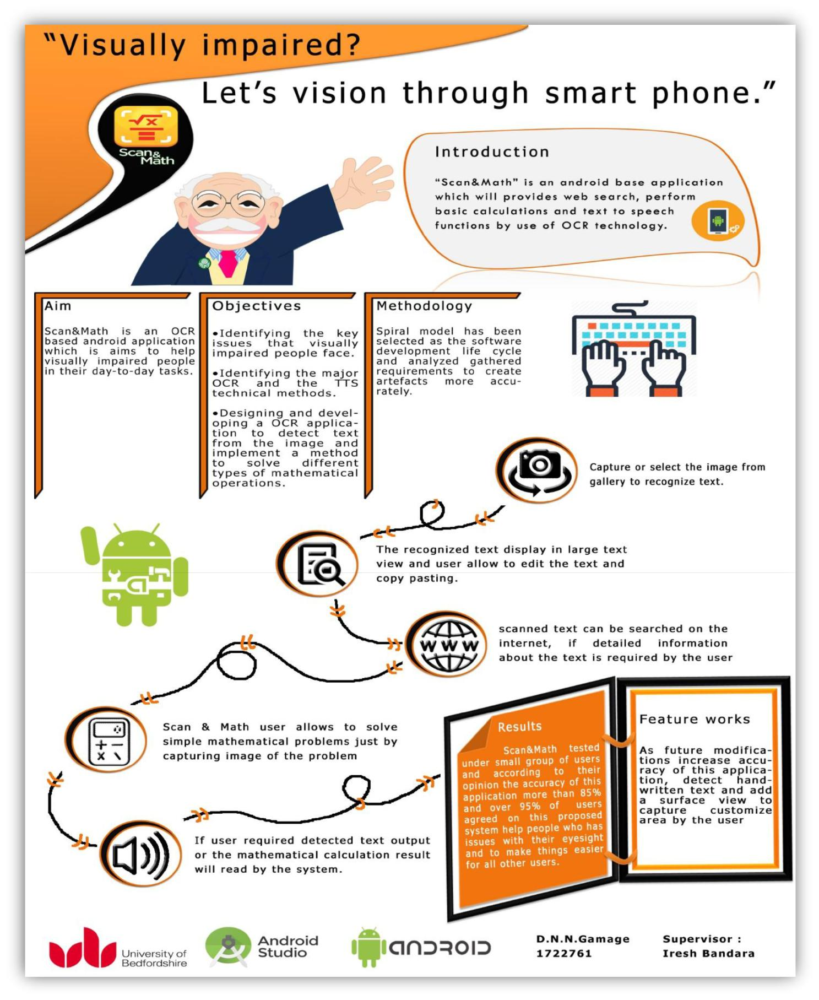 “Visually impaired?
Let’s vision through smart phone.”
√x
Scan&
Math
Introduction
“Scan&Math” is an android base application
which will provides web search, perform
basic calculations and text to speech
functions by use of OCR technology.
Aim
Scan&Math is an OCR
based android application
which is aims to help
visually impaired people
in their day-to-day tasks.
Objectives
•Identifying the key
issues that visually
impaired people face.
•Identifying the major
OCR and the TTS
technical methods.
•Designing and devel-
oping a OCR applica-
tion to detect text
from the image and
implement a method
to solve different
types of mathematical
operations.
Methodology
Spiral model has been
selected as the software
development life cycle
and analyzed gathered
requirements to create
artefacts more accu-
rately.
Capture or select the image from
gallery to recognize text.
The recognized text display in large text
view and user allow to edit the text and
copy pasting.
WWW
scanned text can be searched on the
internet, if detailed information
about the text is required by the user
Scan & Math user allows to solve
simple mathematical problems just by
capturing image of the problem
If user required detected text output
or the mathematical calculation result
will read by the system.
Results
Scan&Math tested
under small group of users
and according to their
opinion the accuracy of this
application more than 85%
and over 95% of users
agreed on this proposed
system help people who has
issues with their eyesight
and to make things easier
for all other users.
Feature works
As future modifica-
tions increase accu-
racy of this applica-
tion, detect hand-
written text and add
a surface view to
capture customize
area by the user
University of
Bedfordshire
Android
Studio
ANDROID
D.N.N.Gamage
1722761
Supervisor :
Iresh Bandara